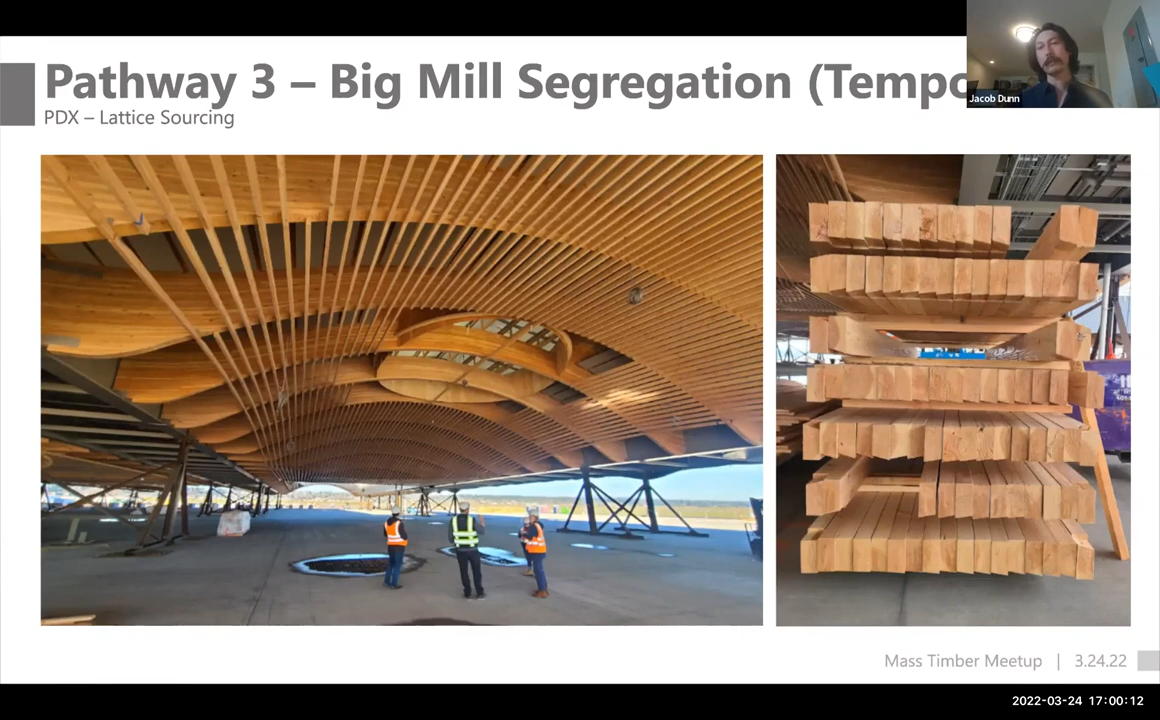 Pathway 3 – Big Mill Segregation (Tempo
Jacob Dunn
PDX – Lattice Sourcing
Mass Timber Meetup | 3.24.22
2022-03-24 17:00:12